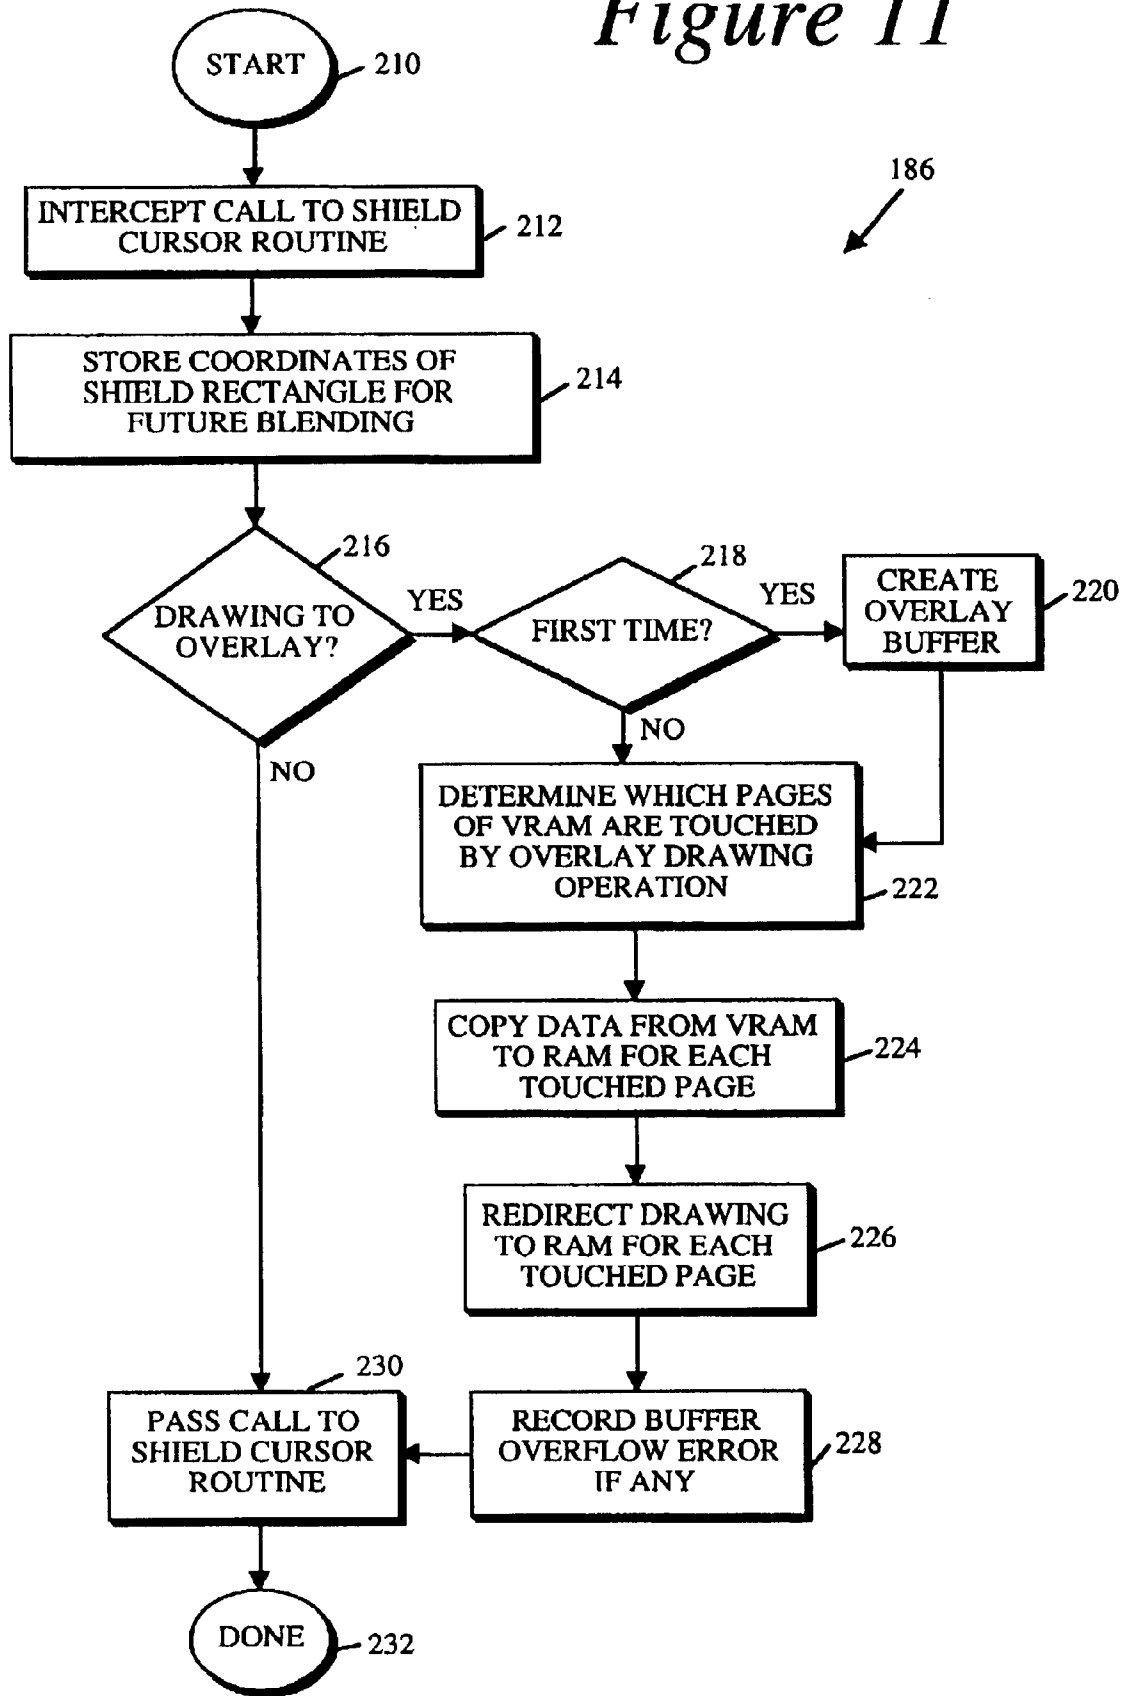 Figure 11
START
210
186
INTERCEPT CALL TO SHIELD
CURSOR ROUTINE
212
STORE COORDINATES OF
SHIELD RECTANGLE FOR
FUTURE BLENDING
214
216
DRAWING TO
OVERLAY?
YES
218
FIRST TIME?
YES
CREATE
OVERLAY
BUFFER
220
NO
NO
DETERMINE WHICH PAGES
OF VRAM ARE TOUCHED
BY OVERLAY DRAWING
OPERATION
222
COPY DATA FROM VRAM
TO RAM FOR EACH
TOUCHED PAGE
224
REDIRECT DRAWING
TO RAM FOR EACH
TOUCHED PAGE
226
230
PASS CALL TO
SHIELD CURSOR
ROUTINE
RECORD BUFFER
OVERFLOW ERROR
IF ANY
228
DONE
232